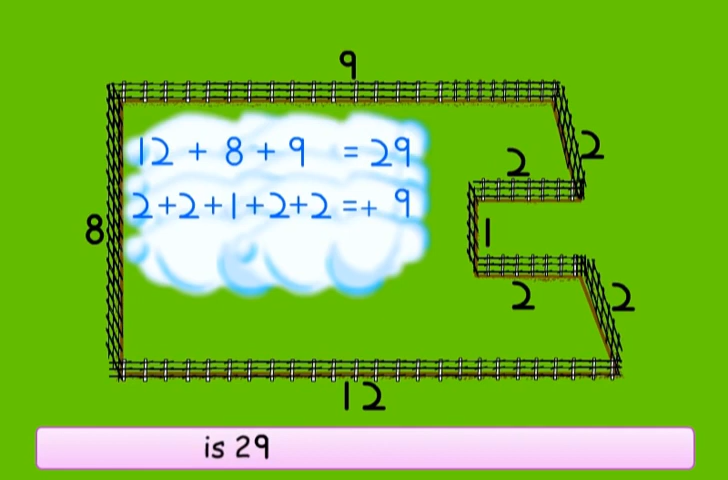 9
2
2
12 + 8 + 9 = 29
2+2+1+2+2 =+ 9
8
1
2
2
12
is 29